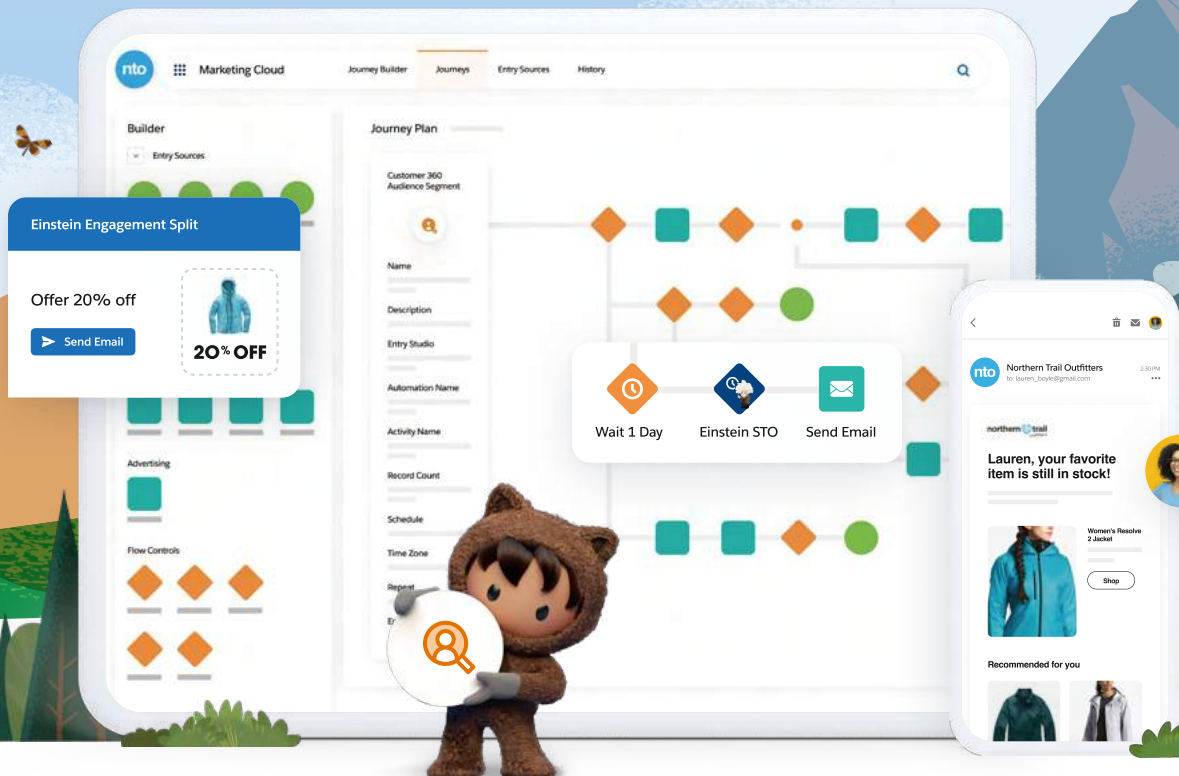 nto
Marketing Cloud
Journey Builder
Journeys
Entry Sources
History
Builder
Entry Sources
Einstein Engagement Split
Offer 20% off
Send Email
20% OFF
Advertising
Flow Controls
Journey Plan
Customer 360
Audience Segment
Name
Description
Entry Studio
Automation Name
Activity Name
Record Count
Schedule
Time Zone
Repeat
Wait 1 Day
Einstein STO
Send Email
nto
Northern Trail Outfitters
to: lauren_boyle@gmail.com
2:30 PM
northern trail
Lauren, your favorite
item is still in stock!
Women's Resolve
2 Jacket
Shop
Recommended for you